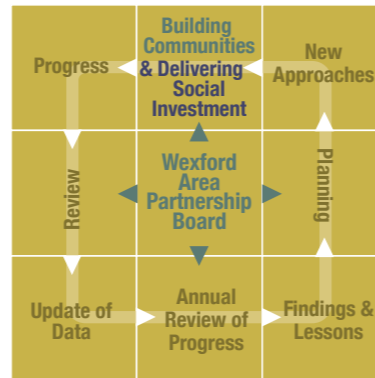 Building
Communities
& Delivering
Social
Investment
Progress
New
Approaches
Review
Wexford
Area
Partnership
Board
Planning
Update of
Data
Annual
Review of
Progress
Findings &
Lessons